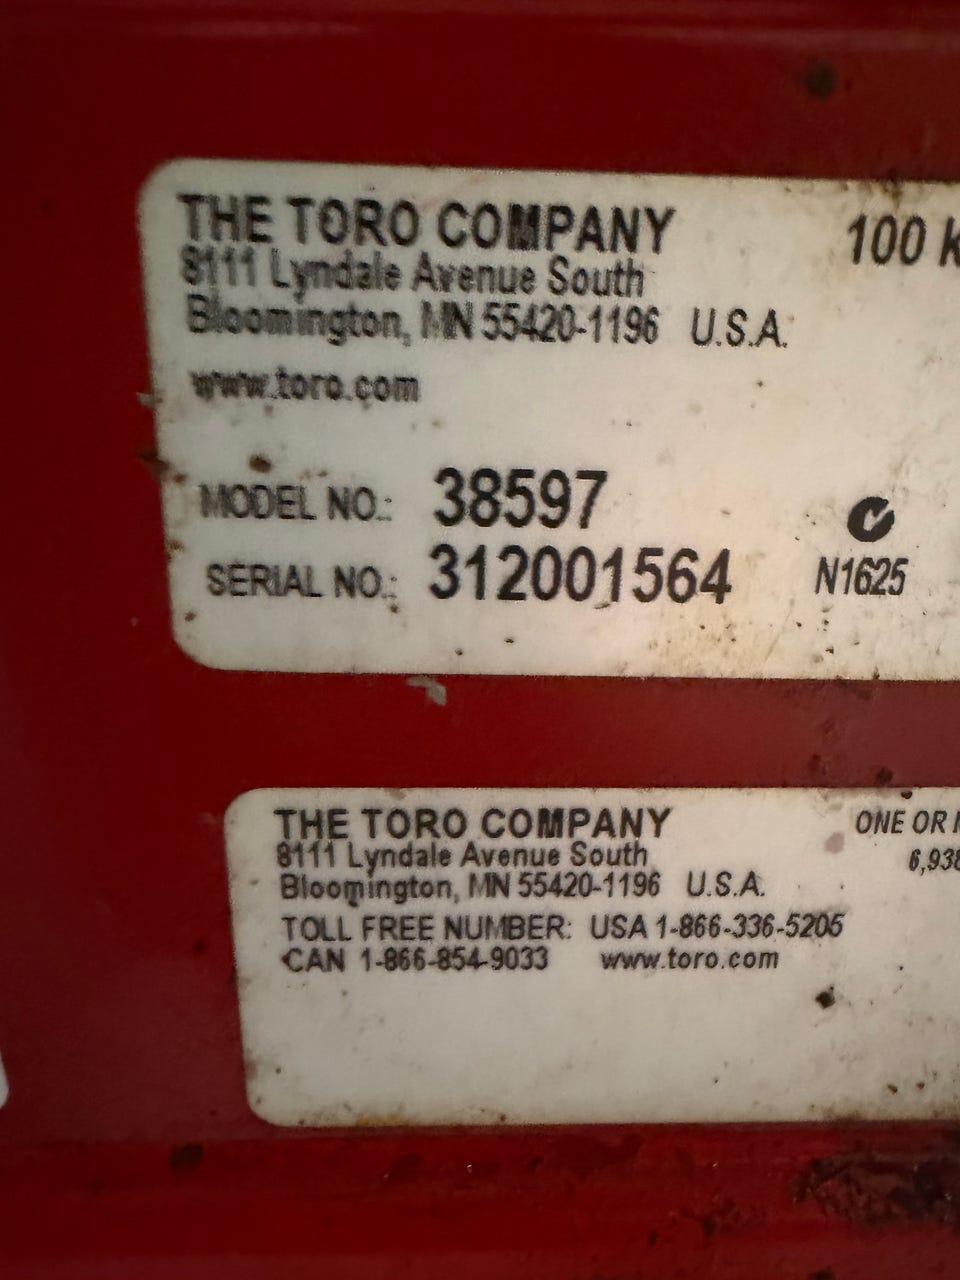 THE TORO COMPANY
8111 Lyndale Avenue South
Bloomington, MN 55420-1196 U.S.A.
100 k
www.toro.com
MODEL NO.: 38597
SERIAL NO.: 312001564
N1625
THE TORO COMPANY
8111 Lyndale Avenue South
Bloomington, MN 55420-1196 U.S.A.
ONE OR
6,938
TOLL FREE NUMBER: USA 1-866-336-5205
CAN 1-866-854-9033 www.toro.com